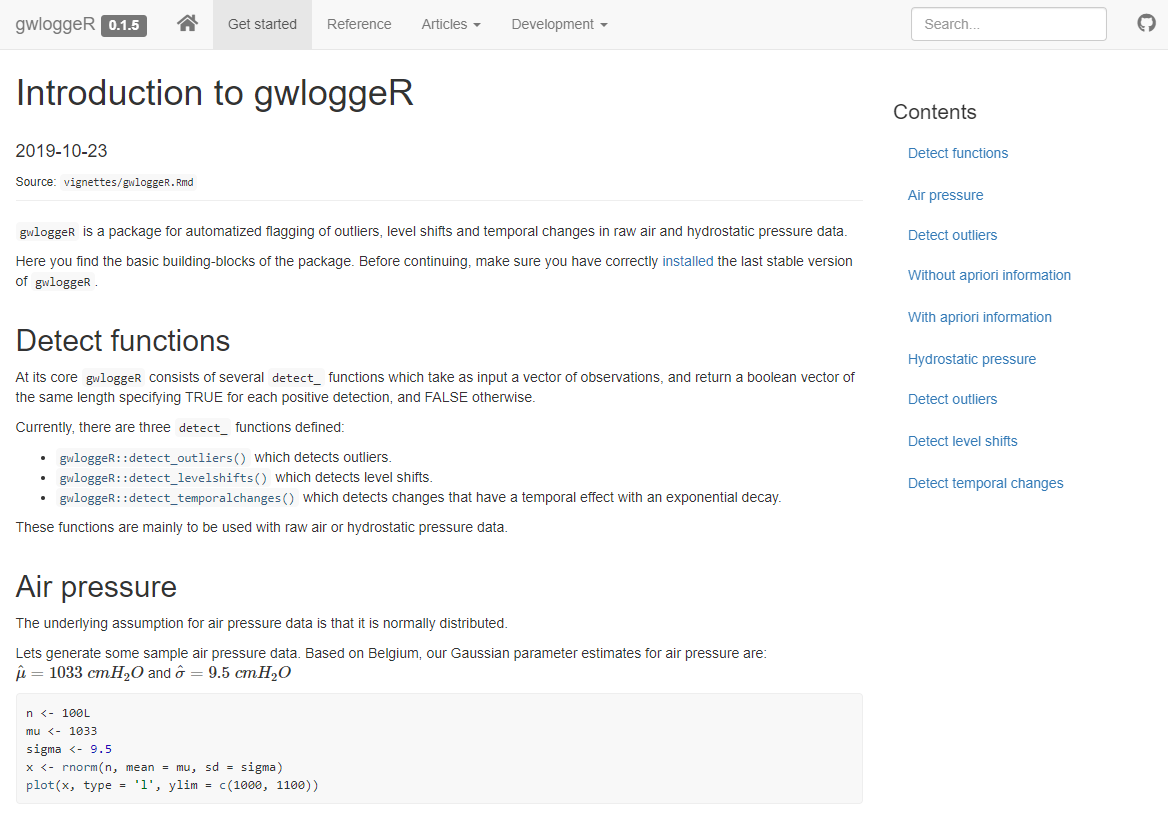 gwloggeR 0.1.5 Get started Reference Articles Development Search...
Introduction to gwloggeR
2019-10-23
Source: vignettes/gwloggeR.Rmd
gwloggeR is a package for automatized flagging of outliers, level shifts and temporal changes in raw air and hydrostatic pressure data.
Here you find the basic building-blocks of the package. Before continuing, make sure you have correctly installed the last stable version
of gwloggeR.
Detect functions
At its core gwloggeR consists of several detect_ functions which take as input a vector of observations, and return a boolean vector of
the same length specifying TRUE for each positive detection, and FALSE otherwise.
Currently, there are three detect_ functions defined:
• gwloggeR::detect_outliers() which detects outliers.
• gwloggeR::detect_levelshifts() which detects level shifts.
• gwloggeR::detect_temporalchanges() which detects changes that have a temporal effect with an exponential decay.
These functions are mainly to be used with raw air or hydrostatic pressure data.
Air pressure
The underlying assumption for air pressure data is that it is normally distributed.
Lets generate some sample air pressure data. Based on Belgium, our Gaussian parameter estimates for air pressure are:
μ̂ = 1033 cmH₂O and σ̂ = 9.5 cmH₂O
n <- 100L
mu <- 1033
sigma <- 9.5
x <- rnorm(n, mean = mu, sd = sigma)
plot(x, type = 'l', ylim = c(1000, 1100))
Contents
Detect functions
Air pressure
Detect outliers
Without apriori information
With apriori information
Hydrostatic pressure
Detect outliers
Detect level shifts
Detect temporal changes